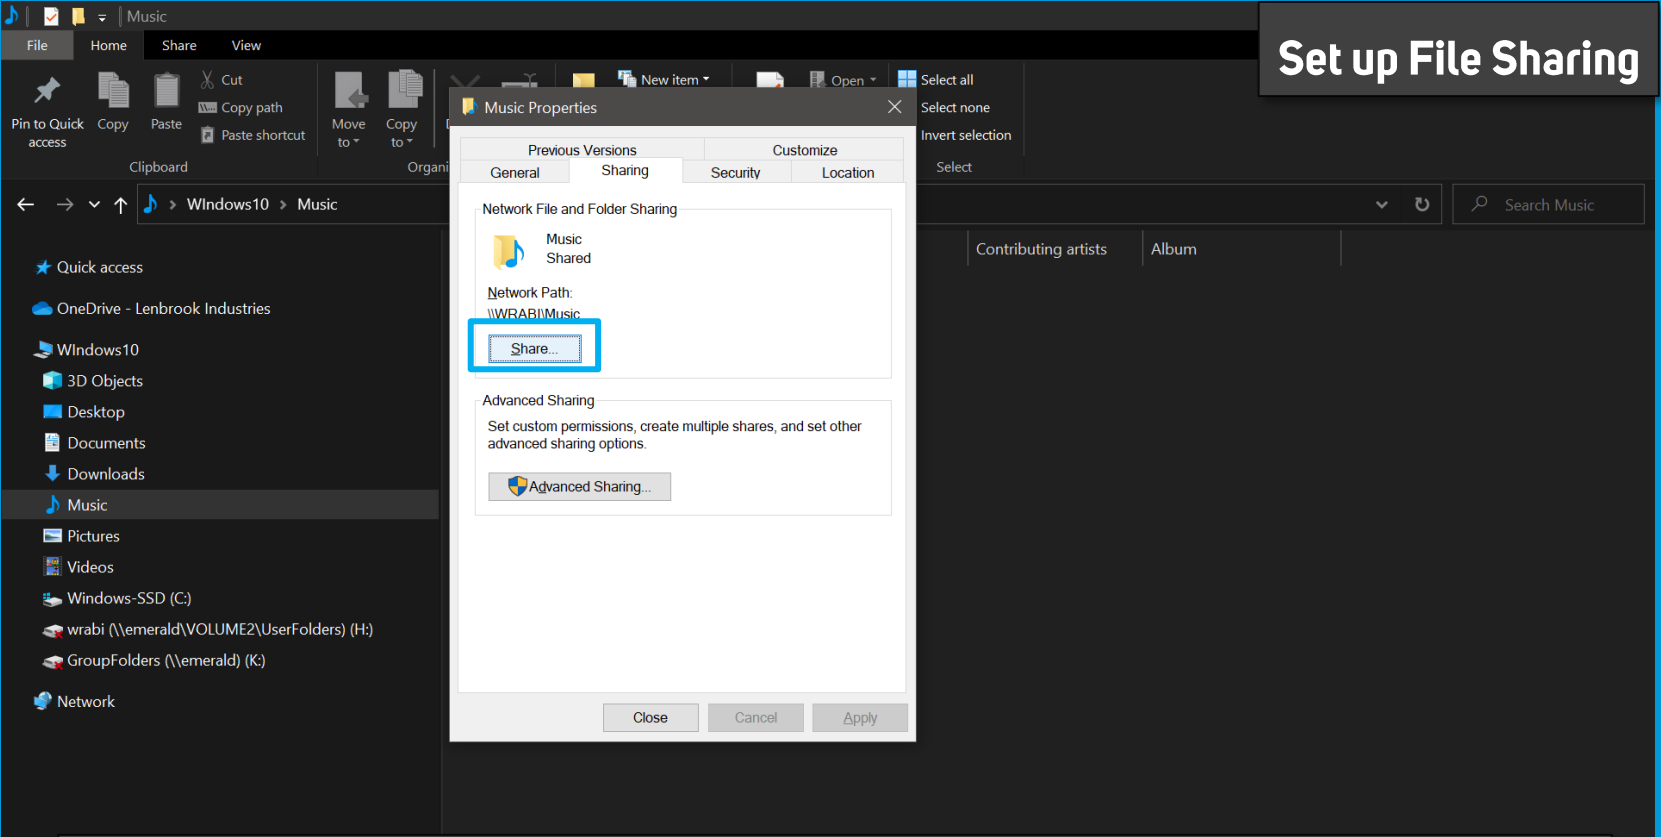 Music
Set up File Sharing
File
Home
Share
View
Pin to Quick
access
Copy
Paste
Cut
Copy path
Paste shortcut
Clipboard
Move
to
Copy
to
Organi
New item
Open
Select all
Select none
Invert selection
Select
WIndows10
Music
Search Music
Quick access
OneDrive - Lenbrook Industries
WIndows10
3D Objects
Desktop
Documents
Downloads
Music
Pictures
Videos
Windows-SSD (C:)
wrabi (\\emerald\VOLUME2\UserFolders) (H:)
GroupFolders (\\emerald) (K:)
Network
Contributing artists
Album
Music Properties
Previous Versions
Customize
General
Sharing
Security
Location
Network File and Folder Sharing
Music
Shared
Network Path:
\\WRABI\Music
Share...
Advanced Sharing
Set custom permissions, create multiple shares, and set other
advanced sharing options.
Advanced Sharing...
Close
Cancel
Apply